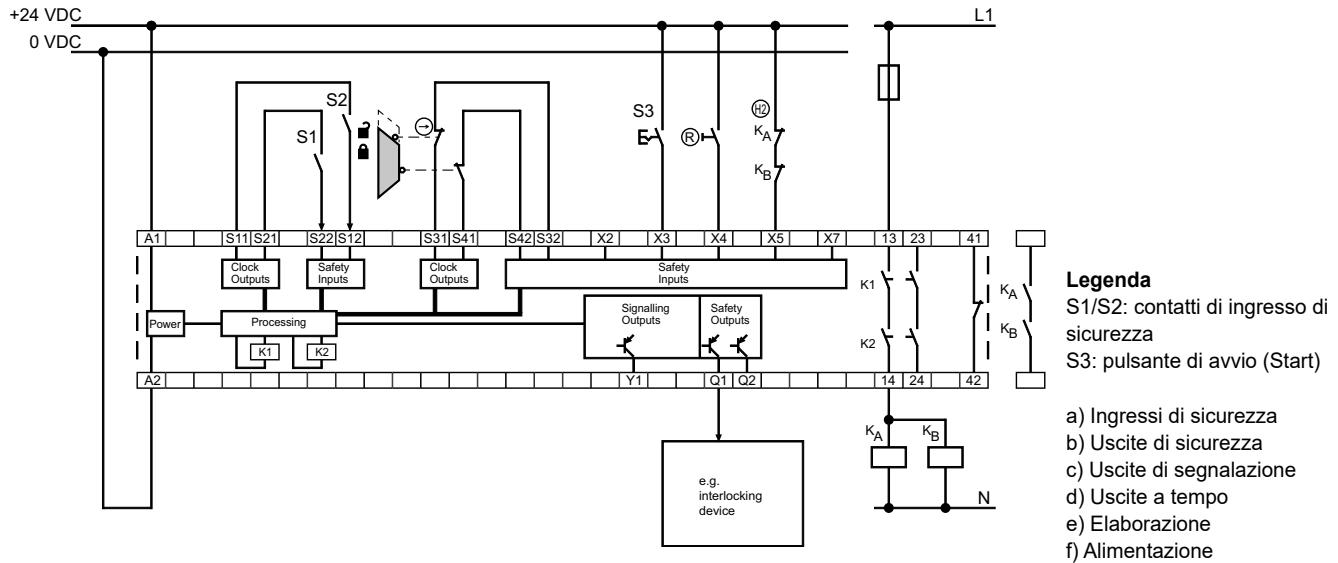 +24 VDC
L1
0 VDC
S2
S1
S3
R
H2
KA
KB
A1 S11 S21 S22 S12 S31 S41 S42 S32 X2 X3 X4 X5 X7 13 23 41
Clock
Outputs
Safety
Inputs
Clock
Outputs
Safety
Inputs
K1
KA
Power
Processing
Signalling
Outputs
Safety
Outputs
K1
K2
K2
KB
A2 Y1 Q1 Q2 14 24 42
KA
KB
e.g.
interlocking
device
N
Legenda
S1/S2: contatti di ingresso di
sicurezza
S3: pulsante di avvio (Start)
a) Ingressi di sicurezza
b) Uscite di sicurezza
c) Uscite di segnalazione
d) Uscite a tempo
e) Elaborazione
f) Alimentazione